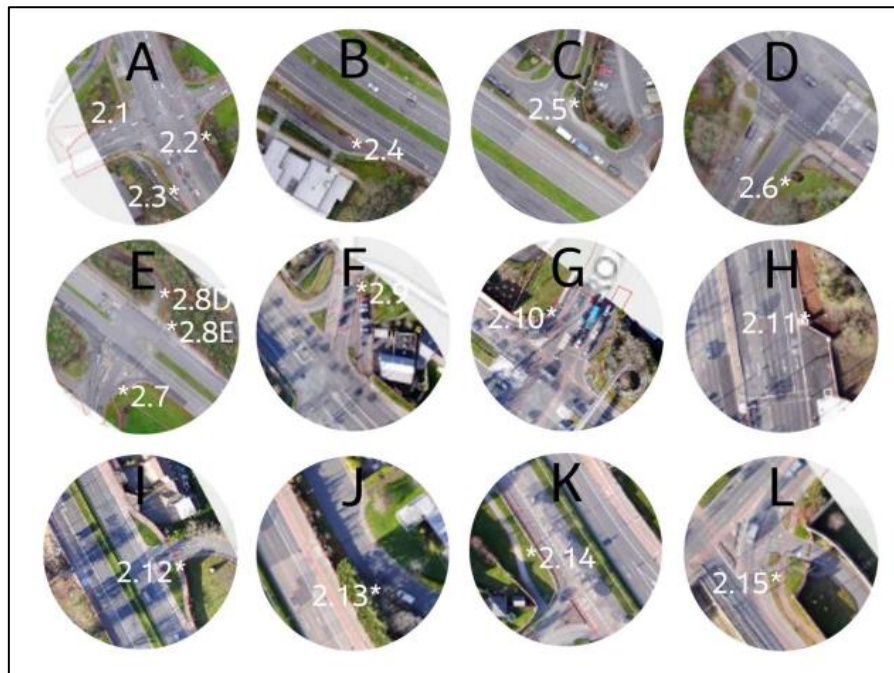 A
B
C
D
2.1
2.2*
2.3*
*2.4
2.5*
2.6*
E
F
G
H
*2.8D
*2.8E
*2.7
*2.9
2.10*
2.11*
I
J
K
L
2.12*
2.13*
*2.14
2.15*